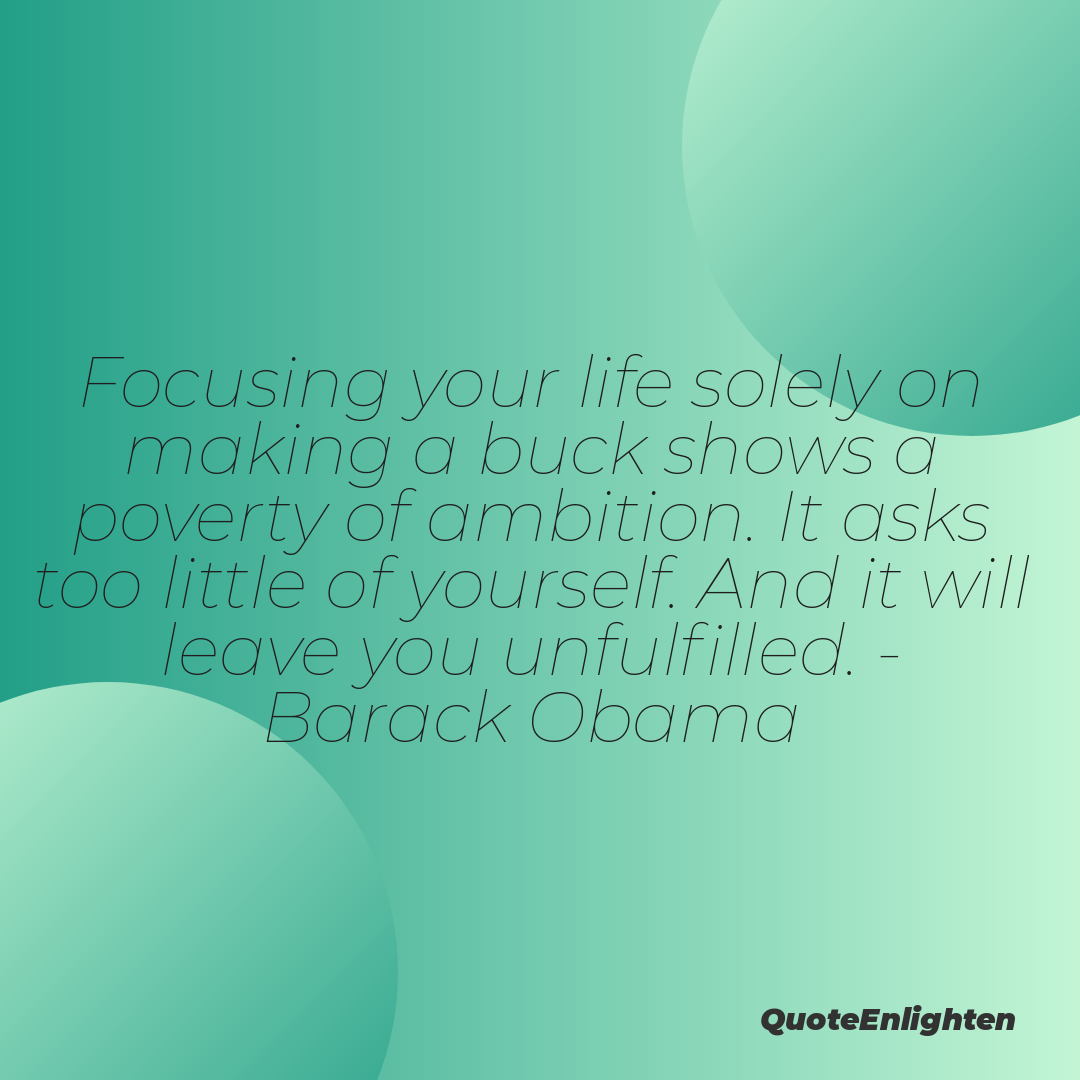 Focusing your life solely on
making a buck shows a
poverty of ambition. It asks
too little of yourself. And it will
leave you unfulfilled. -
Barack Obama
QuoteEnlighten